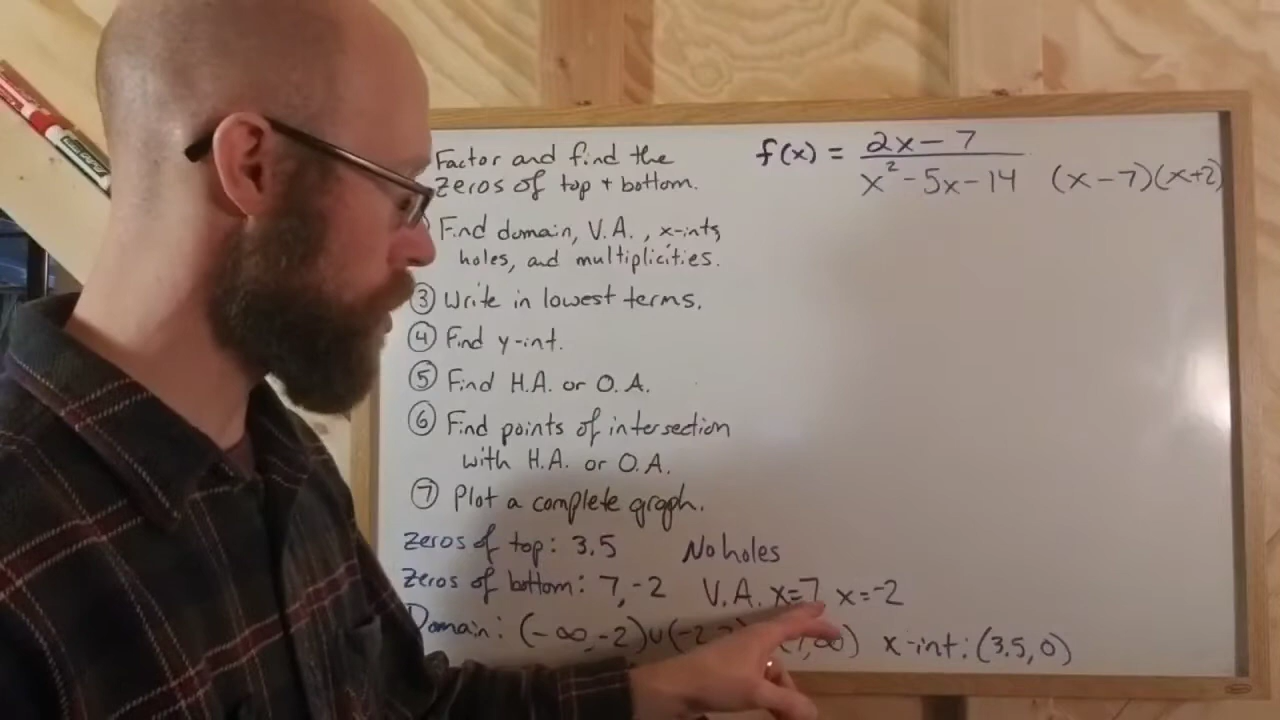 Factor and find the
zeros of top + bottom.
Find domain, V.A., x-ints,
holes, and multiplicities.
③ Write in lowest terms.
④ Find y-int.
⑤ Find H.A. or O.A.
⑥ Find points of intersection
with H.A. or O.A.
⑦ Plot a complete graph.
f(x) = 2x - 7
x² - 5x - 14 (x-7)(x+2)
zeros of top: 3.5 No holes
zeros of bottom: 7, -2 V.A. x=7 x=-2
Domain: (-∞, -2)∪(-2, ,∞) x-int: (3.5, 0)